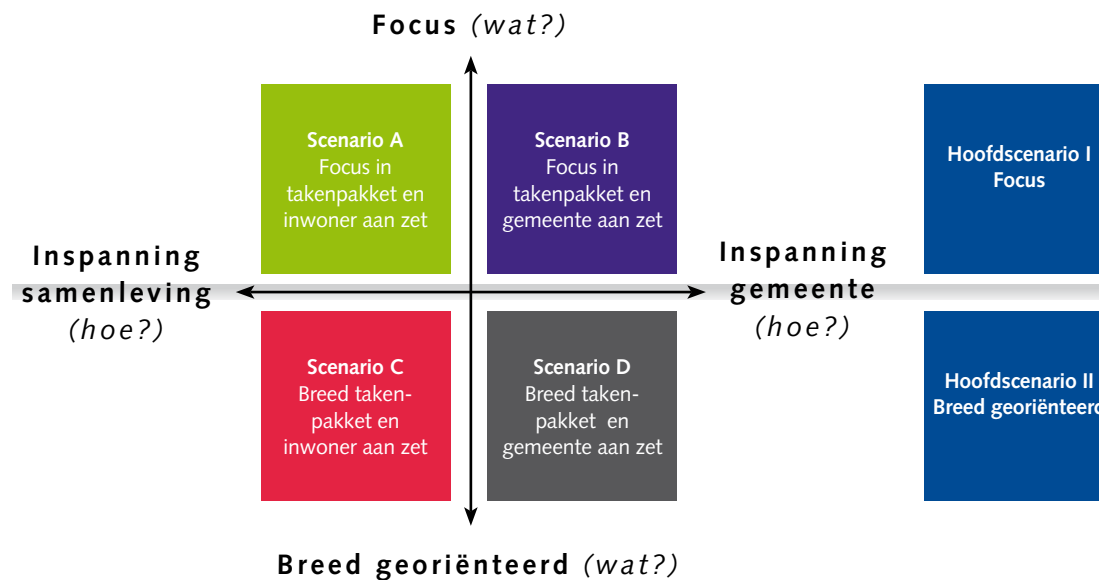 Focus (wat?)
Scenario A
Focus in
takenpakket en
inwoner aan zet
Scenario B
Focus in
takenpakket en
gemeente aan zet
Hoofdscenario I
Focus
Inspanning
samenleving
(hoe?)
Inspanning
gemeente
(hoe?)
Scenario C
Breed taken-
pakket en
inwoner aan zet
Scenario D
Breed taken-
pakket en
gemeente aan zet
Hoofdscenario II
Breed georiënteerd
Breed georiënteerd (wat?)